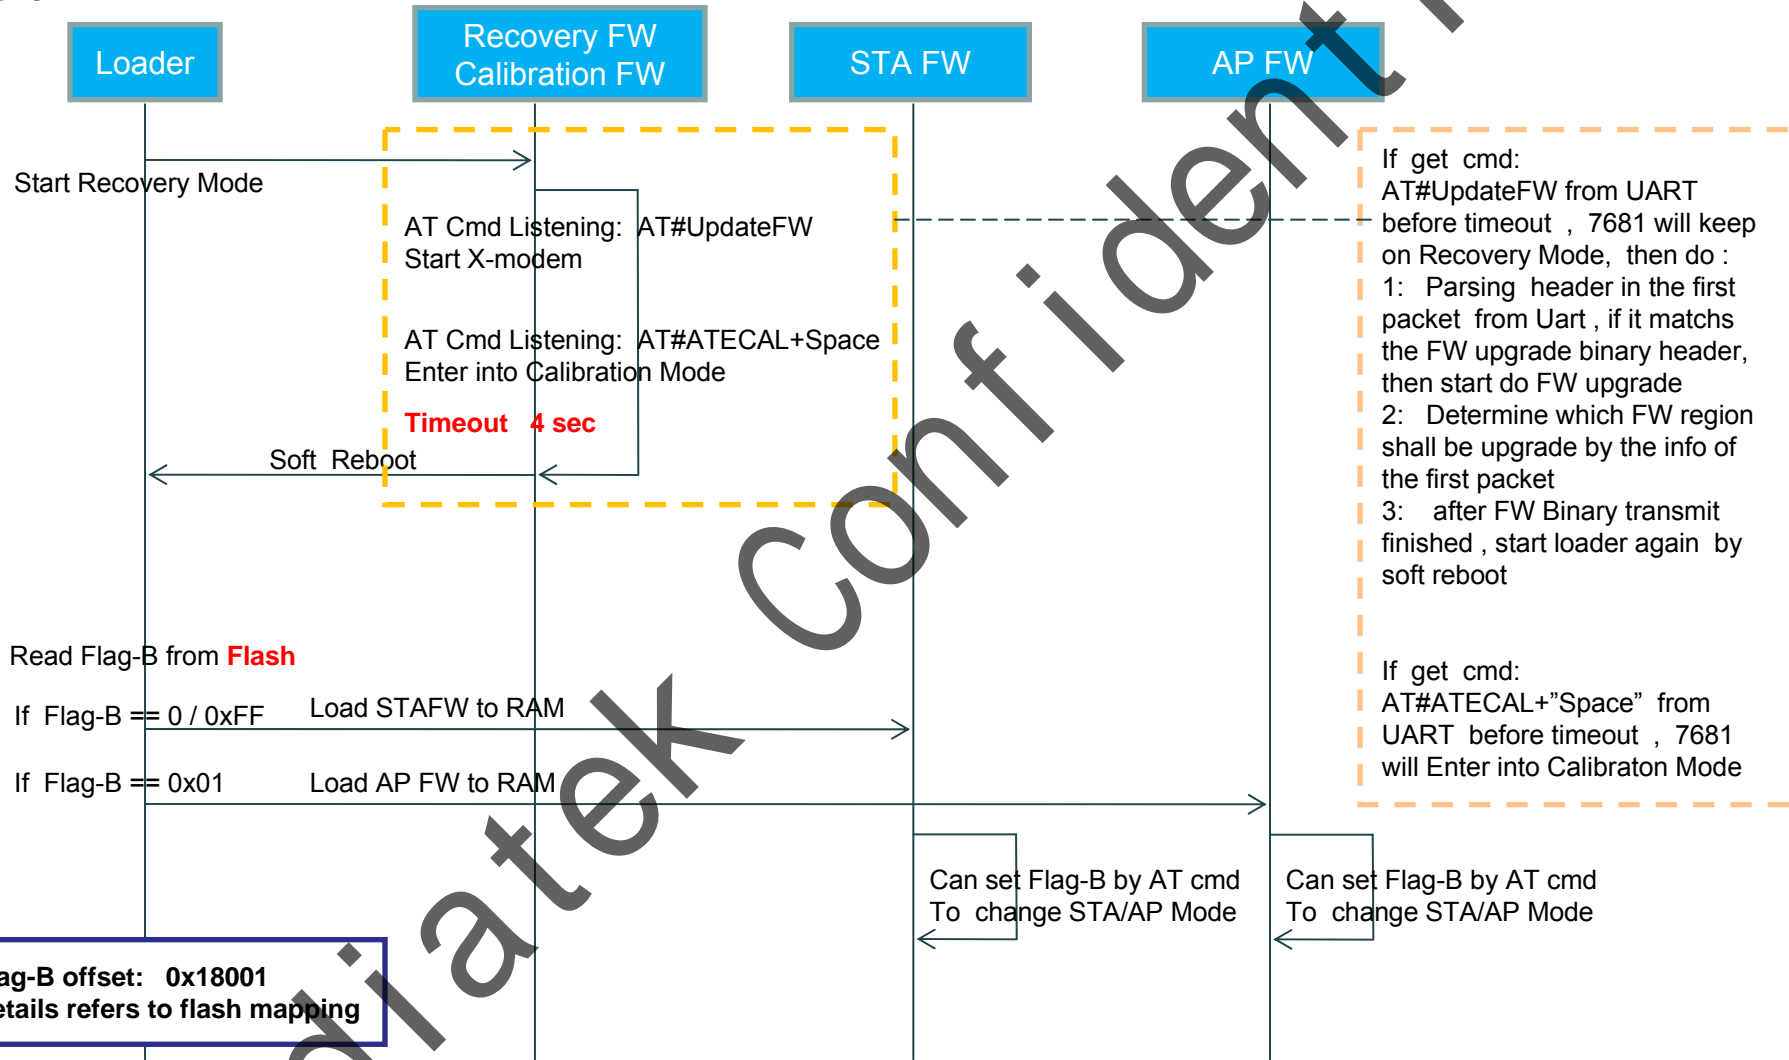 Loader
Recovery FW
Calibration FW
STA FW
AP FW
Start Recovery Mode
AT Cmd Listening: AT#UpdateFW
Start X-modem
AT Cmd Listening: AT#ATECAL+Space
Enter into Calibration Mode
Timeout 4 sec
Soft Reboot
If get cmd:
AT#UpdateFW from UART
before timeout , 7681 will keep
on Recovery Mode, then do :
1: Parsing header in the first
packet from Uart , if it matchs
the FW upgrade binary header,
then start do FW upgrade
2: Determine which FW region
shall be upgrade by the info of
the first packet
3: after FW Binary transmit
finished , start loader again by
soft reboot
If get cmd:
AT#ATECAL+”Space” from
UART before timeout , 7681
will Enter into Calibraton Mode
Read Flag-B from Flash
If Flag-B == 0 / 0xFF
Load STAFW to RAM
If Flag-B == 0x01
Load AP FW to RAM
Can set Flag-B by AT cmd
To change STA/AP Mode
Can set Flag-B by AT cmd
To change STA/AP Mode
ag-B offset: 0x18001
etails refers to flash mapping
diatek Confident